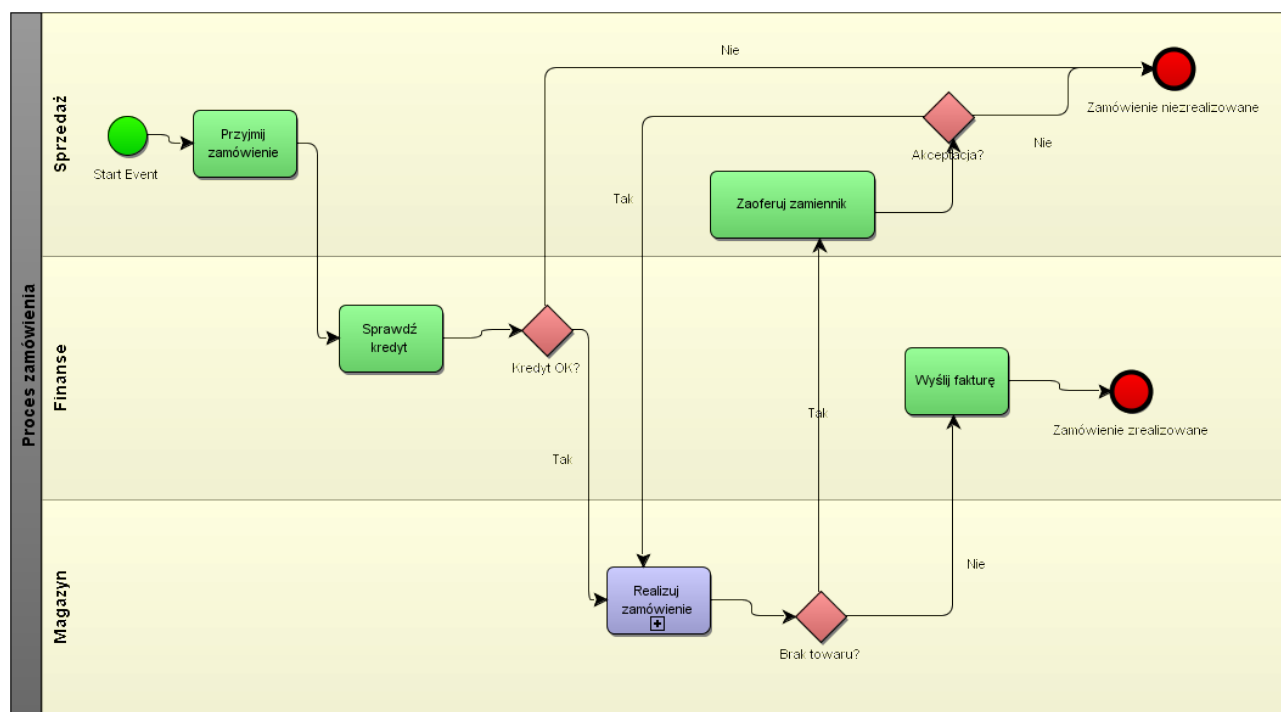 Proces zamówienia
Sprzedaż
Start Event
Przyjmij
zamówienie
Nie
Zamówienie niezrealizowane
Akceptacja?
Nie
Tak
Zaoferuj zamiennik
Finanse
Sprawdź
kredyt
Kredyt OK?
Tak
Tak
Wyślij fakturę
Zamówienie zrealizowane
Magazyn
Realizuj
zamówienie
Brak towaru?
Nie